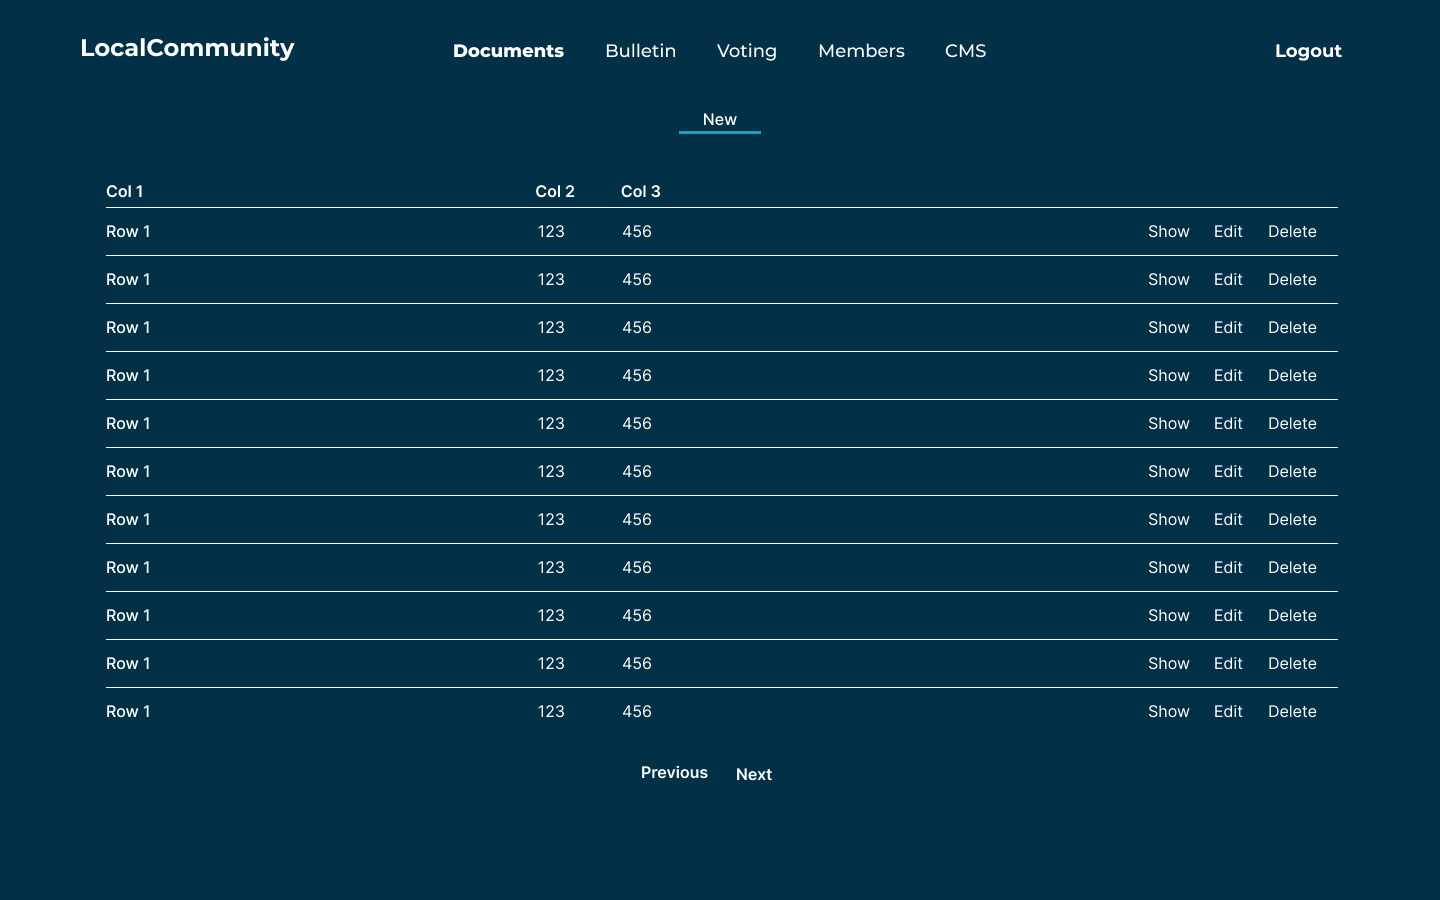 LocalCommunity Documents Bulletin Voting Members CMS Logout
New
Col 1 Col 2 Col 3
Row 1 123 456 Show Edit Delete
Row 1 123 456 Show Edit Delete
Row 1 123 456 Show Edit Delete
Row 1 123 456 Show Edit Delete
Row 1 123 456 Show Edit Delete
Row 1 123 456 Show Edit Delete
Row 1 123 456 Show Edit Delete
Row 1 123 456 Show Edit Delete
Row 1 123 456 Show Edit Delete
Row 1 123 456 Show Edit Delete
Row 1 123 456 Show Edit Delete
Previous Next